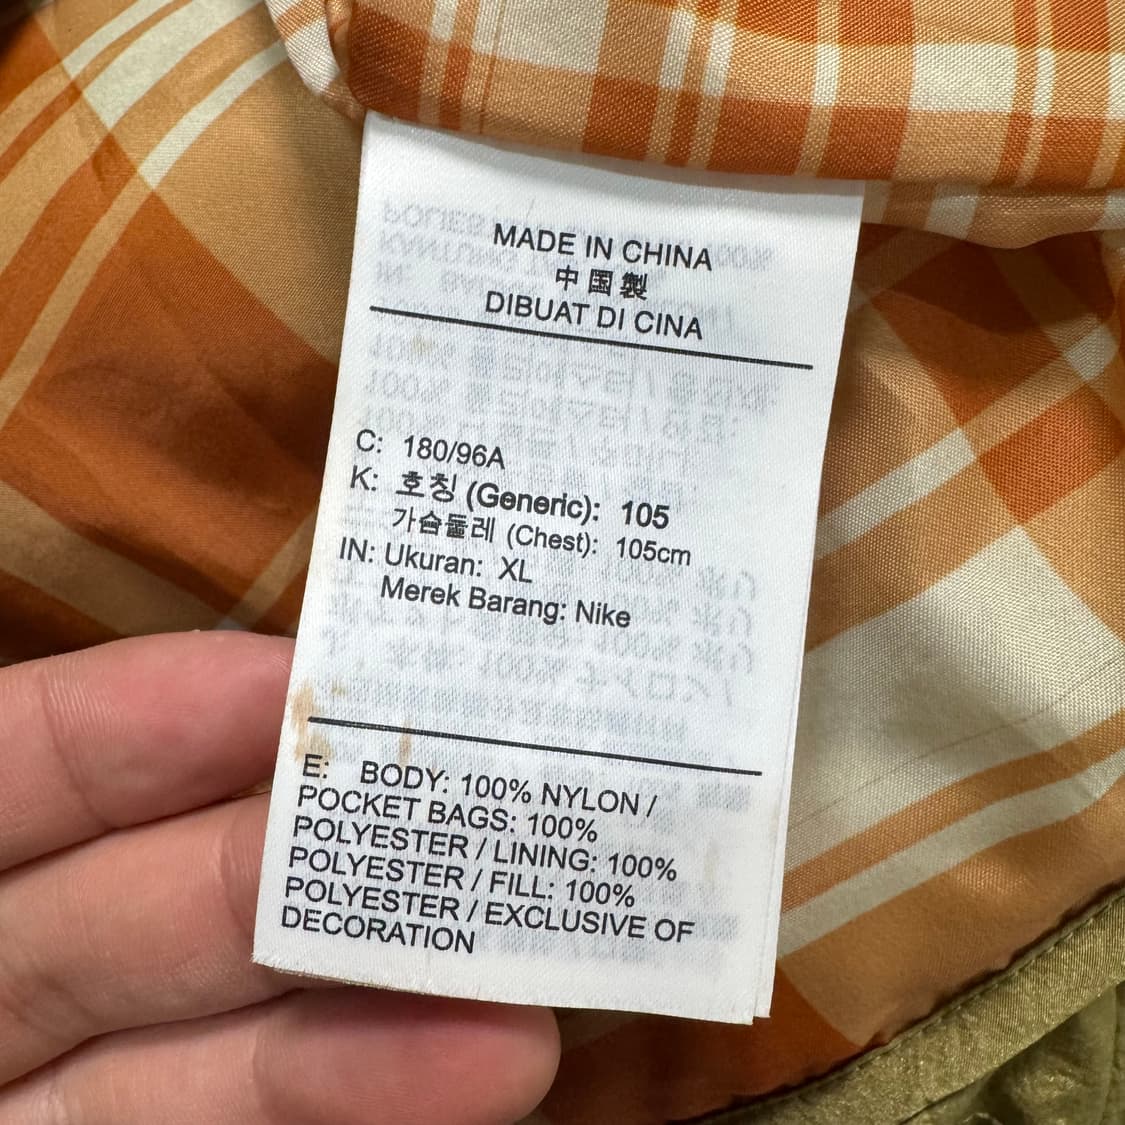 MADE IN CHINA
中国製
DIBUAT DI CINA
C: 180/96A
K: 호칭 (Generic): 105
가슴둘레 (Chest): 105cm
IN: Ukuran: XL
Merek Barang: Nike
E: BODY: 100% NYLON /
POCKET BAGS: 100%
POLYESTER / LINING: 100%
POLYESTER / FILL: 100%
POLYESTER / EXCLUSIVE OF
DECORATION